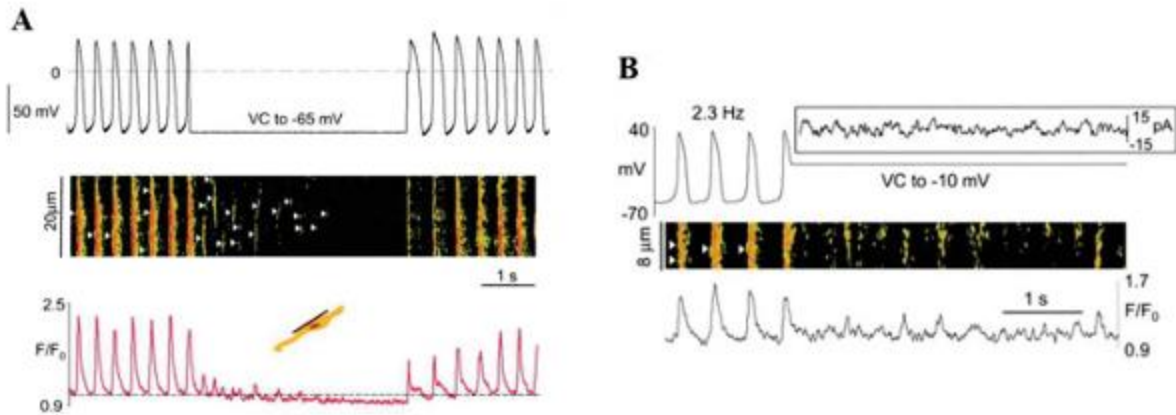 A
0
50 mV
VC to -65 mV
20μm
1 s
2.5
F/F0
0.9
B
2.3 Hz
40
mV
-70
15
pA
-15
VC to -10 mV
8 μm
1 s
1.7
F/F0
0.9